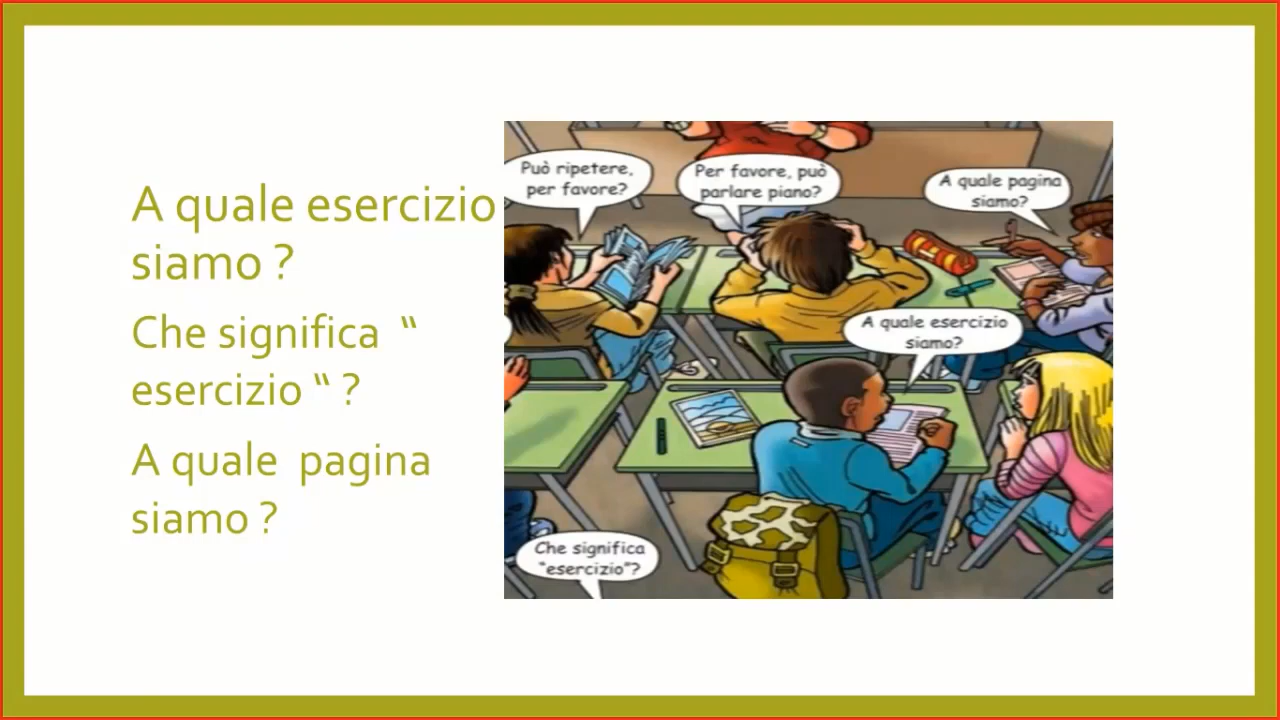 A quale esercizio
siamo ?
Che significa “
esercizio “ ?
A quale pagina
siamo ?
Può ripetere,
per favore?
Per favore, può
parlare piano?
A quale pagina
siamo?
A quale esercizio
siamo?
Che significa
“esercizio”?